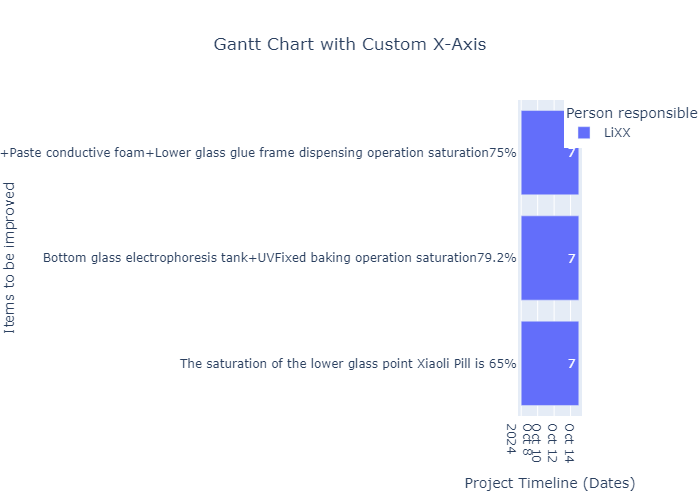 Gantt Chart with Custom X-Axis
Person responsible
LiXX
+Paste conductive foam+Lower glass glue frame dispensing operation saturation75%
7
Bottom glass electrophoresis tank+UVFixed baking operation saturation79.2%
7
The saturation of the lower glass point Xiaoli Pill is 65%
7
Items to be improved
Oct 8
2024
Oct 10
Oct 12
Oct 14
Project Timeline (Dates)